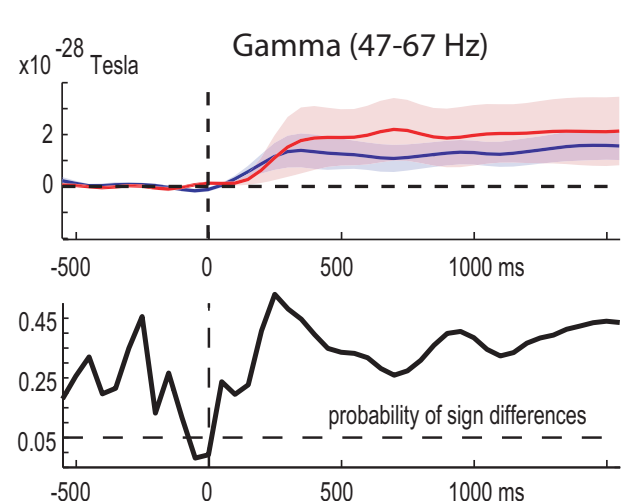 x10 -28 Tesla
Gamma (47-67 Hz)
2
0
-500 0 500 1000 ms
0.45
0.25
probability of sign differences
0.05
-500 0 500 1000 ms